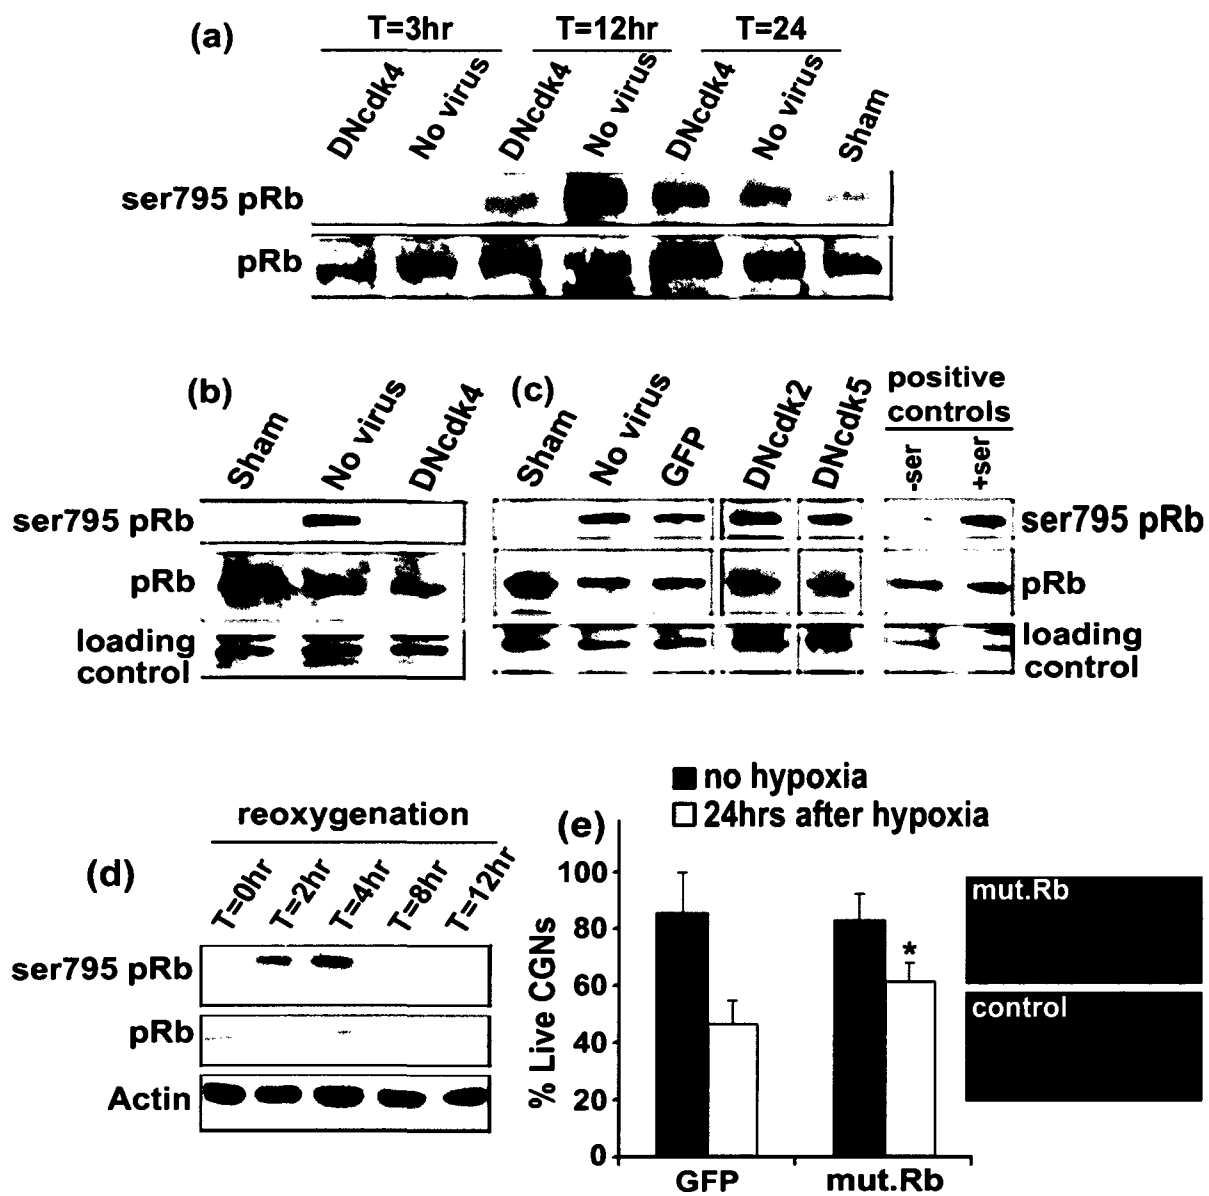 (a)
T=3hr T=12hr T=24
DNcdk4 No virus DNcdk4 No virus DNcdk4 No virus Sham
ser795 pRb
pRb
(b)
Sham No virus DNcdk4
ser795 pRb
pRb
loading
control
(c)
positive
controls
Sham No virus GFP DNcdk2 DNcdk5 -ser +ser
ser795 pRb
pRb
loading
control
(d)
reoxygenation
T=0hr T=2hr T=4hr T=8hr T=12hr
ser795 pRb
pRb
Actin
(e)
no hypoxia
24hrs after hypoxia
% Live CGNs
100
80
60
40
20
0
*
GFP mut.Rb
mut.Rb
control